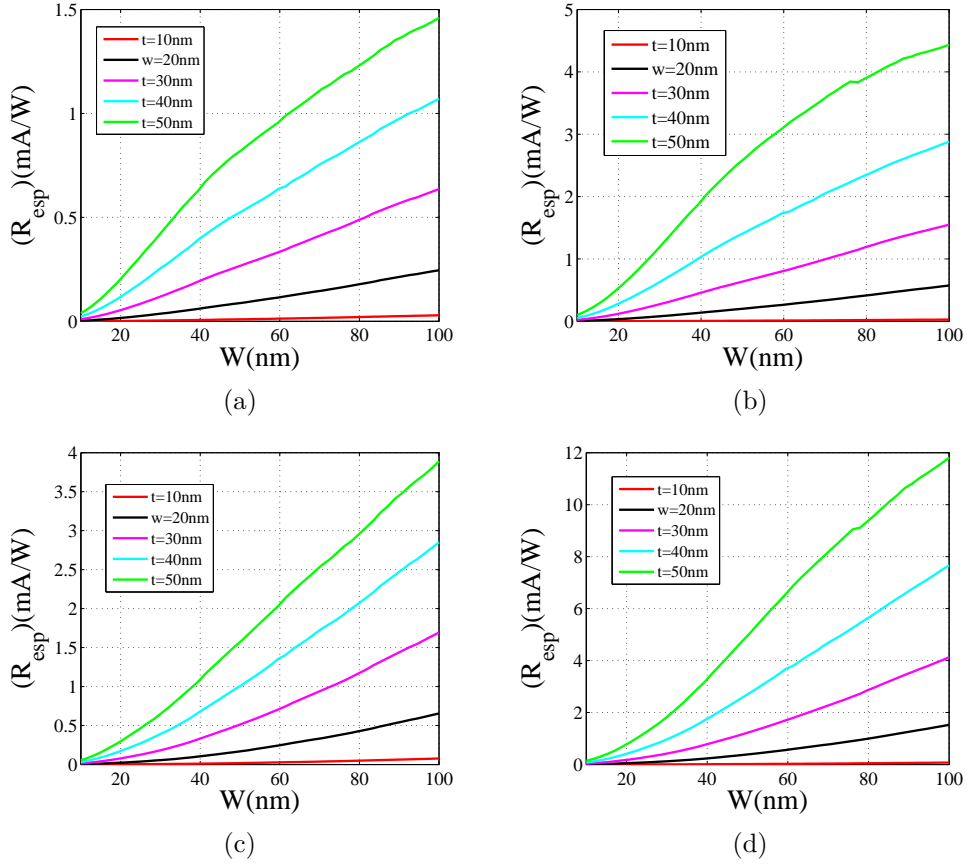 1.5
1
0.5
0
20 40 60 80 100
W(nm)
(R_esp)(mA/W)
t=10nm
w=20nm
t=30nm
t=40nm
t=50nm
(a)
5
4
3
2
1
0
20 40 60 80 100
W(nm)
(R_esp)(mA/W)
t=10nm
w=20nm
t=30nm
t=40nm
t=50nm
(b)
4
3.5
3
2.5
2
1.5
1
0.5
0
20 40 60 80 100
W(nm)
(R_esp)(mA/W)
t=10nm
w=20nm
t=30nm
t=40nm
t=50nm
(c)
12
10
8
6
4
2
0
20 40 60 80 100
W(nm)
(R_esp)(mA/W)
t=10nm
w=20nm
t=30nm
t=40nm
t=50nm
(d)